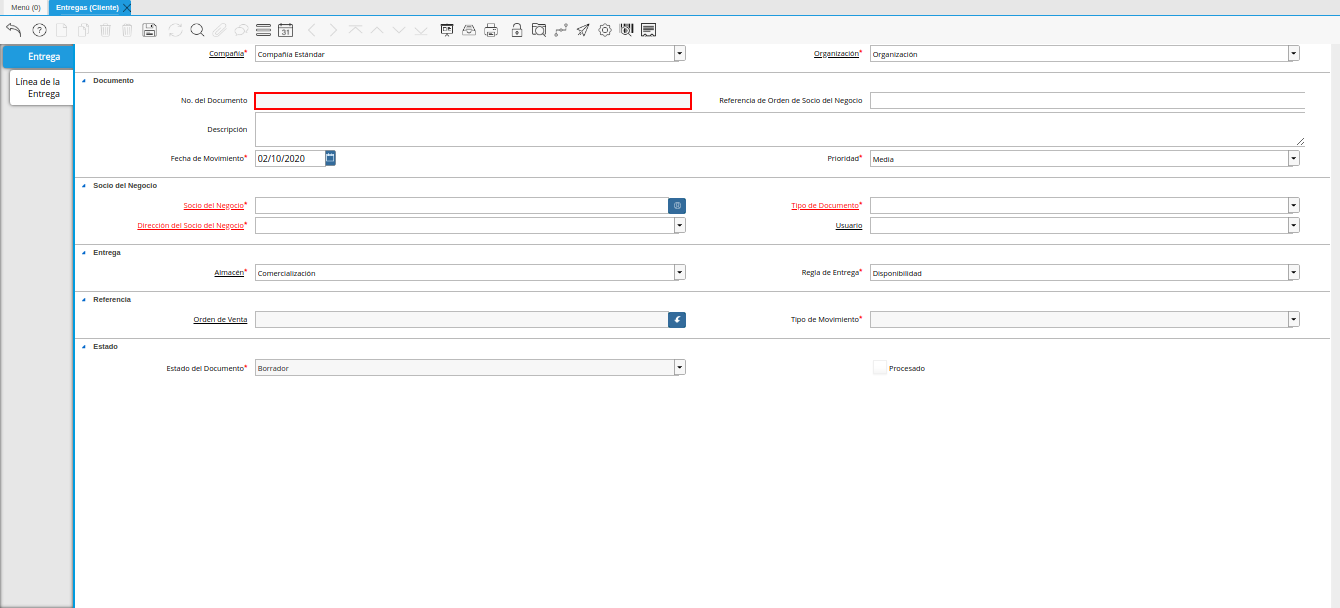 Menú (0)
Entregas (Cliente)
?
31
Entrega
Línea de la
Entrega
Compañía*
Compañía Estándar
Organización*
Organización
Documento
No. del Documento
Referencia de Orden de Socio del Negocio
Descripción
Fecha de Movimiento*
02/10/2020
Prioridad*
Media
Socio del Negocio
Socio del Negocio*
Tipo de Documento*
Dirección del Socio del Negocio*
Usuario
Entrega
Almacén*
Comercialización
Regla de Entrega*
Disponibilidad
Referencia
Orden de Venta
Tipo de Movimiento*
Estado
Estado del Documento*
Borrador
Procesado